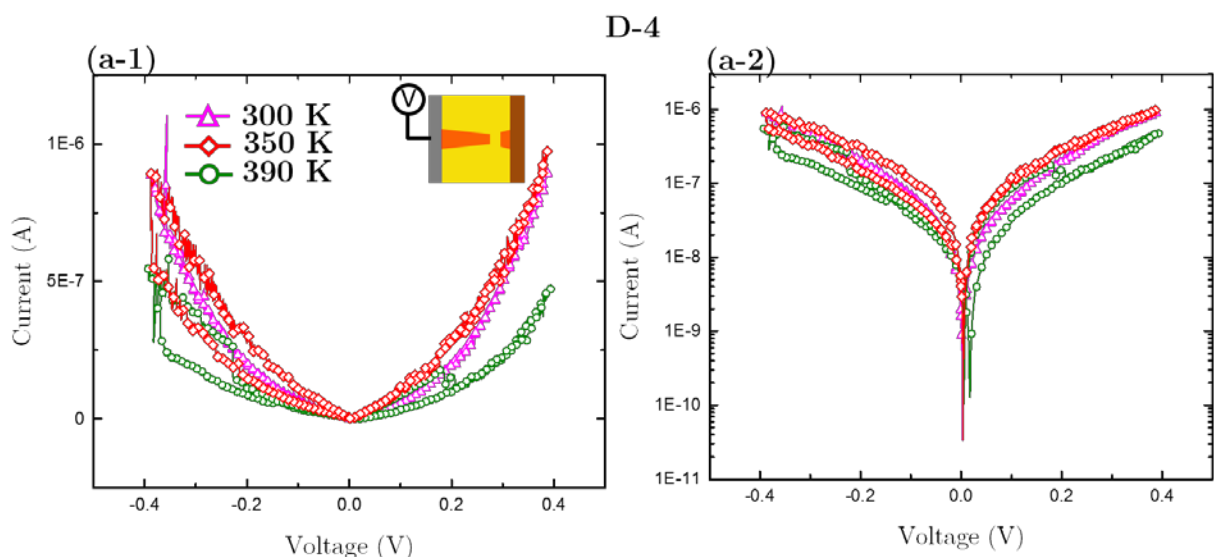 D-4
(a-1)
V
300 K
350 K
390 K
1E-6
5E-7
0
Current (A)
-0.4
-0.2
0.0
0.2
0.4
Voltage (V)
(a-2)
1E-6
1E-7
1E-8
1E-9
1E-10
1E-11
Current (A)
-0.4
-0.2
0.0
0.2
0.4
Voltage (V)